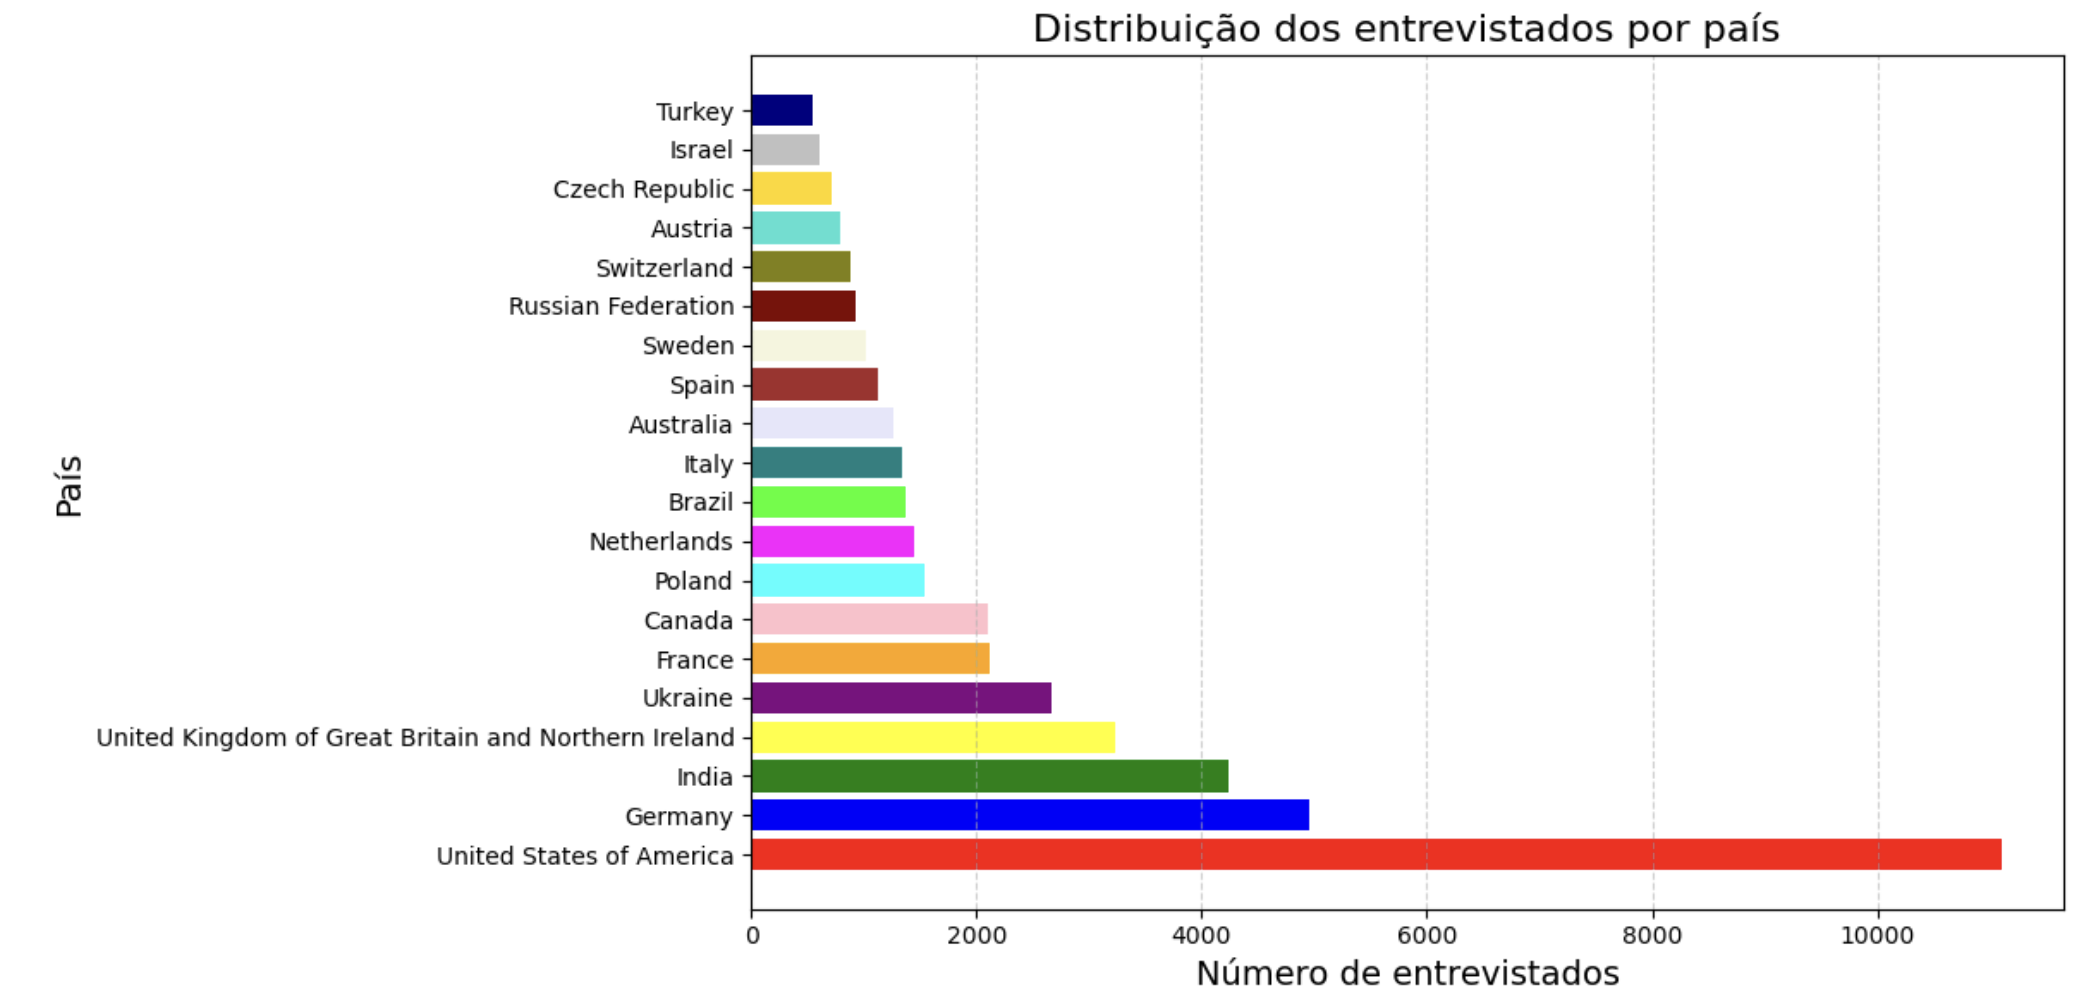 Distribuição dos entrevistados por país
País
Turkey
Israel
Czech Republic
Austria
Switzerland
Russian Federation
Sweden
Spain
Australia
Italy
Brazil
Netherlands
Poland
Canada
France
Ukraine
United Kingdom of Great Britain and Northern Ireland
India
Germany
United States of America
0 2000 4000 6000 8000 10000
Número de entrevistados